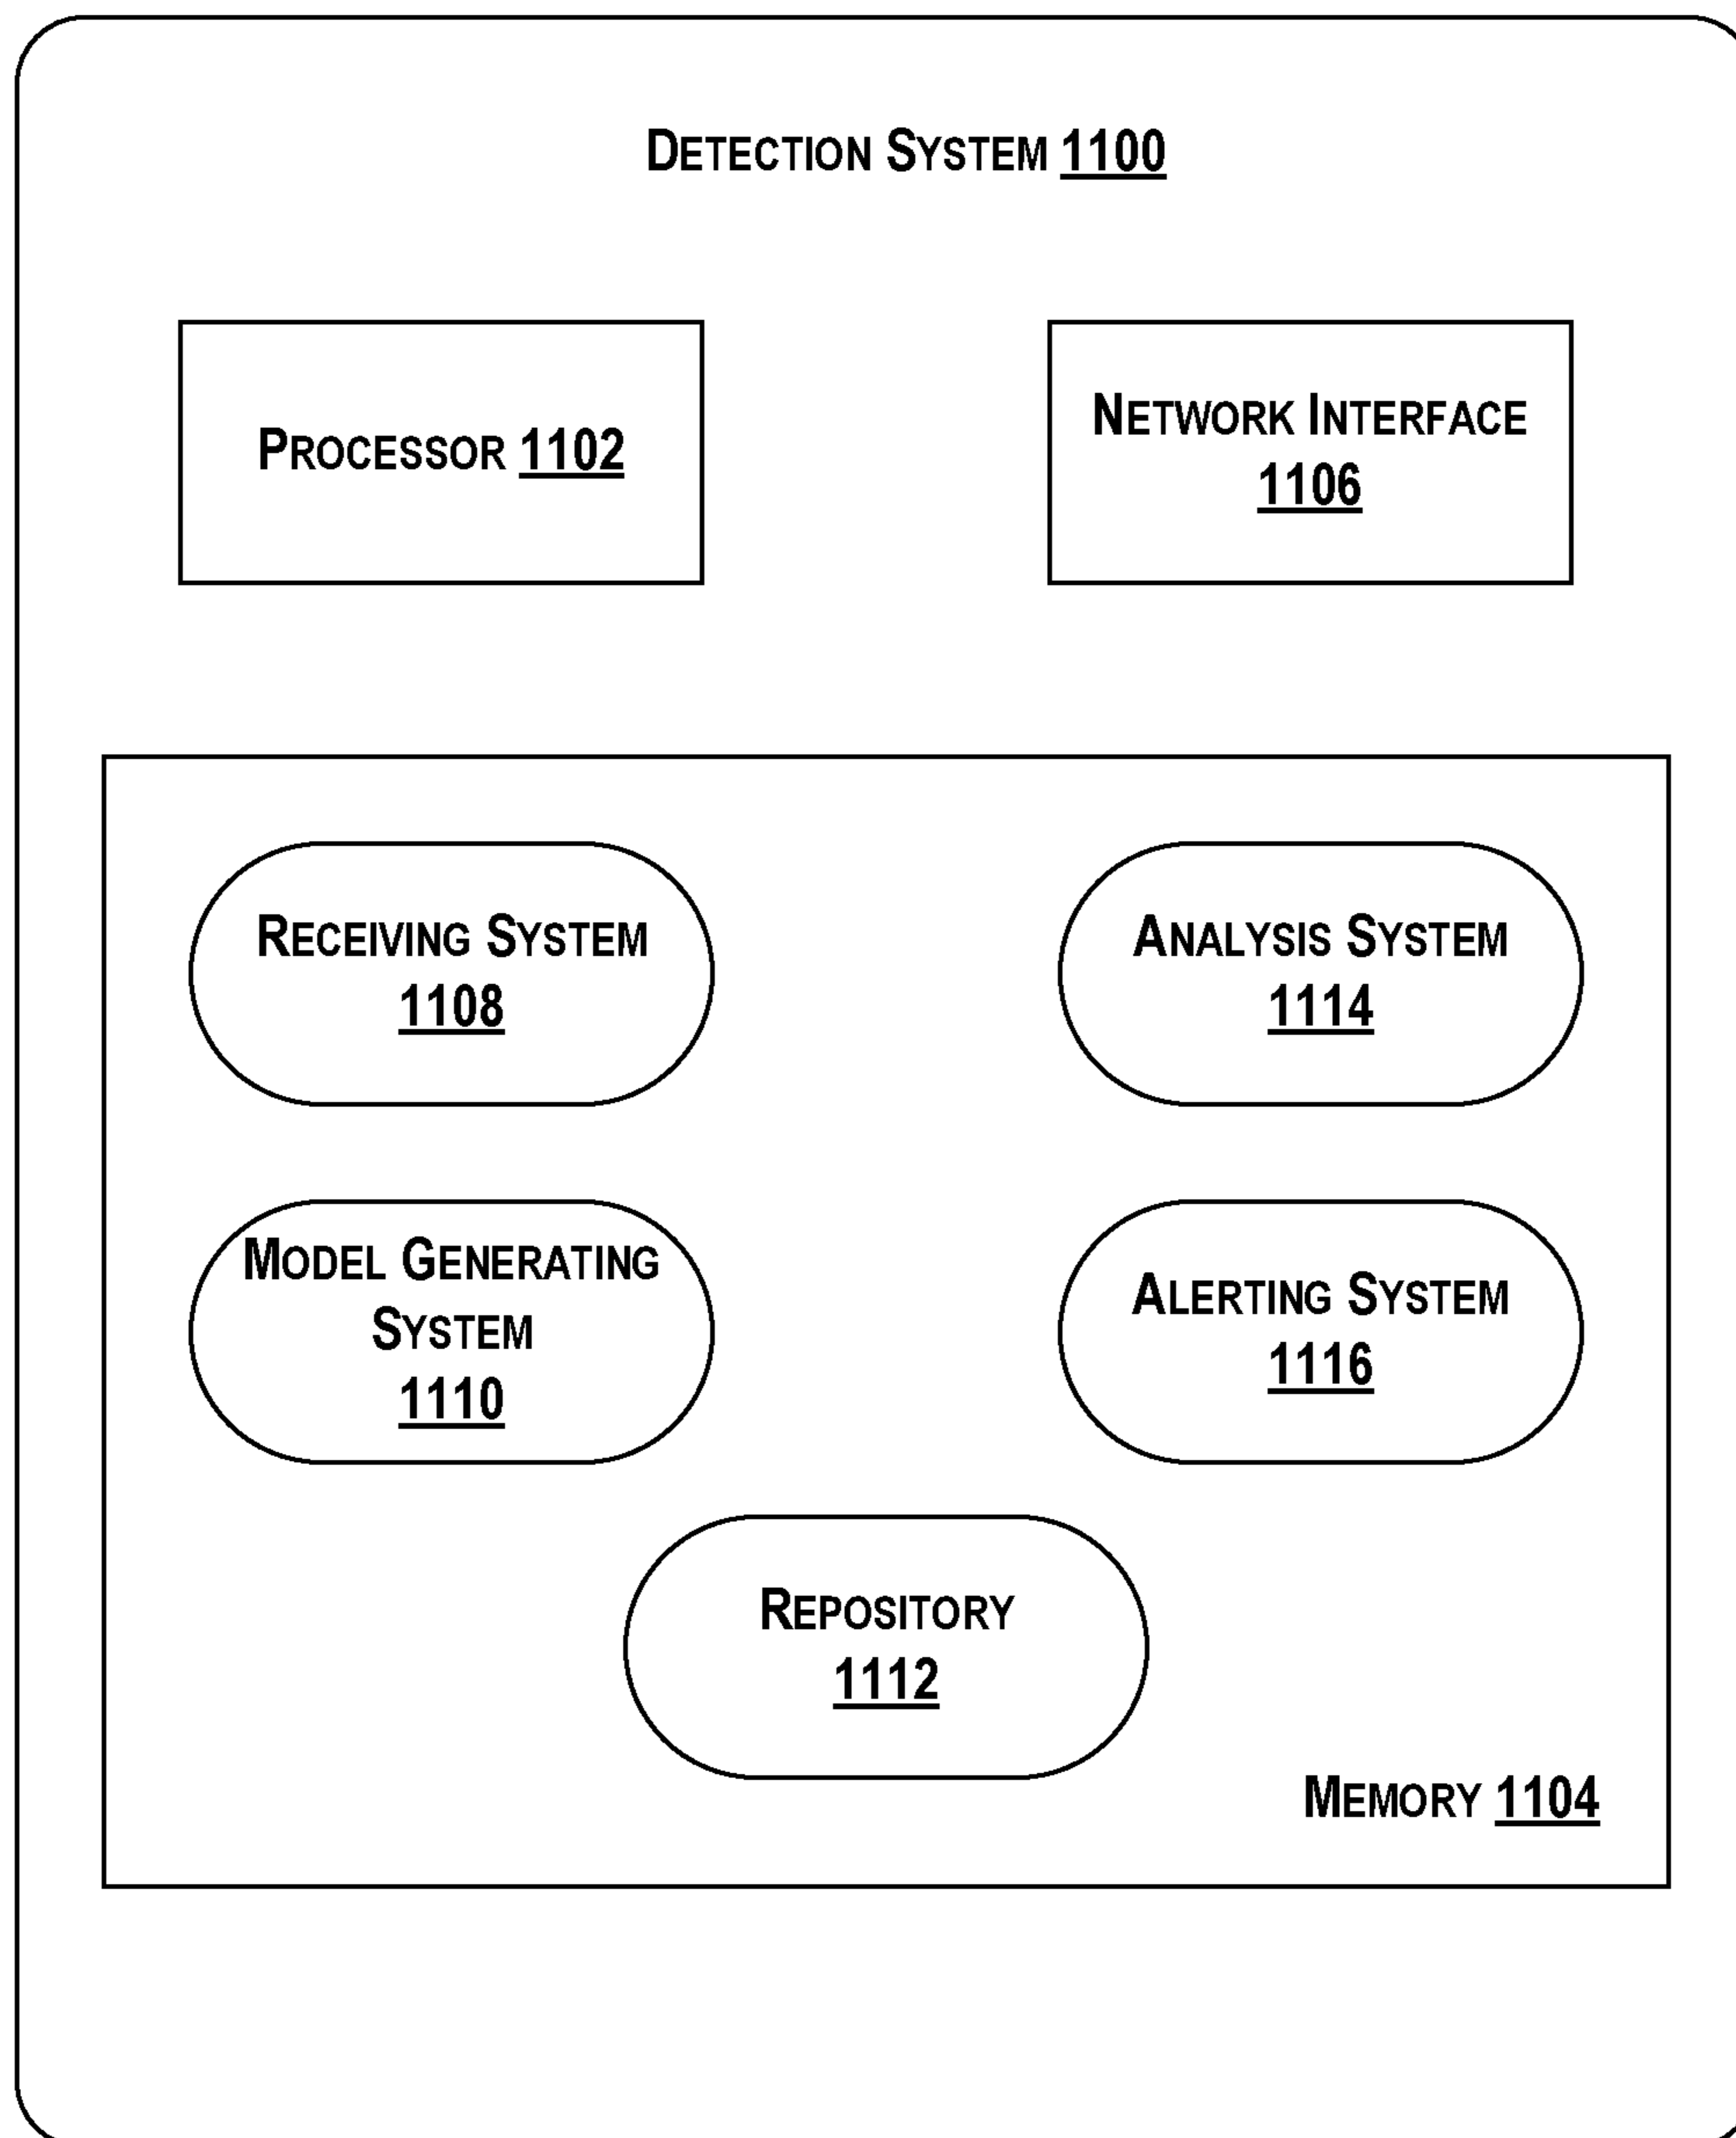 DETECTION SYSTEM 1100
PROCESSOR 1102
NETWORK INTERFACE
1106
RECEIVING SYSTEM
1108
ANALYSIS SYSTEM
1114
MODEL GENERATING
SYSTEM
1110
ALERTING SYSTEM
1116
REPOSITORY
1112
MEMORY 1104